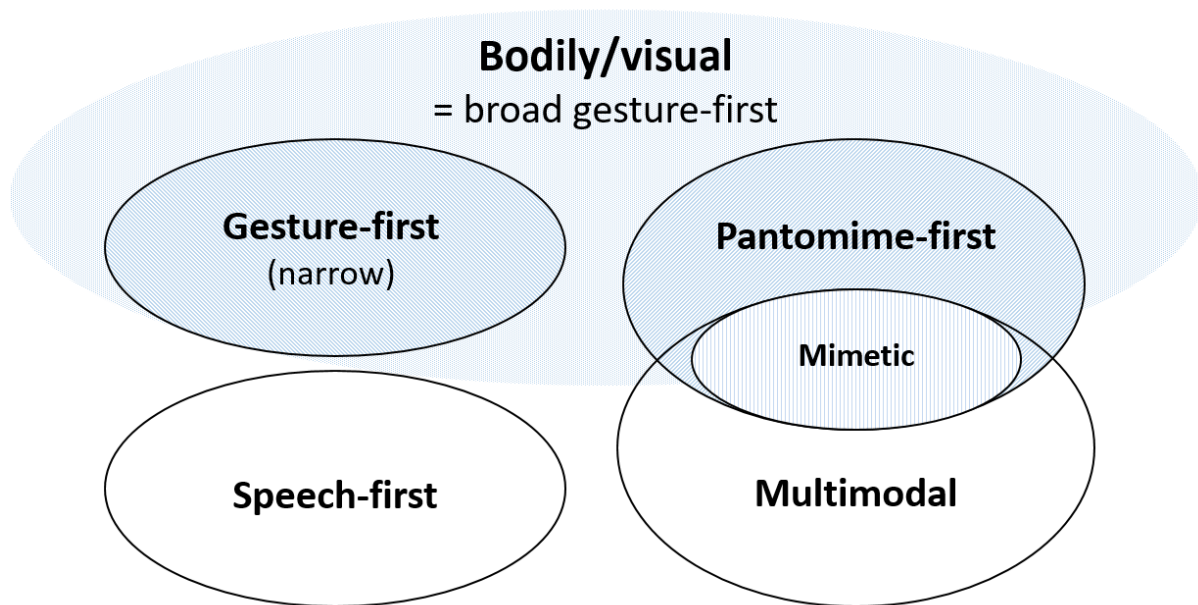 Bodily/visual
= broad gesture-first
Gesture-first
(narrow)
Pantomime-first
Mimetic
Speech-first
Multimodal